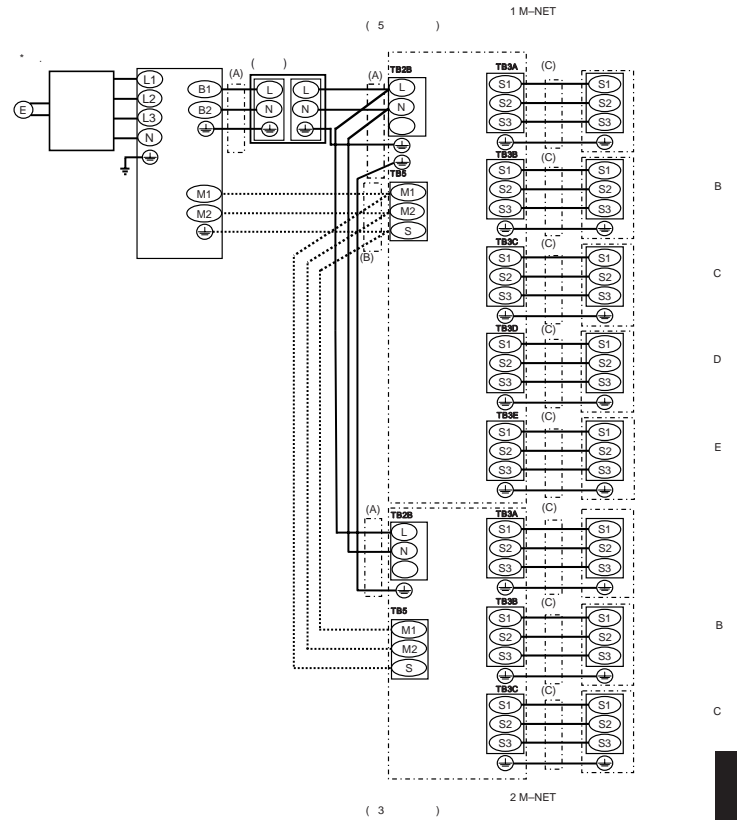 1 M–NET
( 5 )
* .
( )
(A)
(A)
TB2B
TB3A
(C)
L1
L2
L3
N
E
B1
B2
L
N
L
N
L
N
S1
S2
S3
S1
S2
S3
TB3B
(C)
S1
S2
S3
S1
S2
S3
B
TB5
M1
M2
M1
M2
S
(B)
TB3C
(C)
S1
S2
S3
S1
S2
S3
C
TB3D
(C)
S1
S2
S3
S1
S2
S3
D
TB3E
(C)
S1
S2
S3
S1
S2
S3
E
(A)
TB2B
L
N
TB3A
(C)
S1
S2
S3
S1
S2
S3
TB5
M1
M2
S
TB3B
(C)
S1
S2
S3
S1
S2
S3
B
TB3C
(C)
S1
S2
S3
S1
S2
S3
C
2 M–NET
( 3 )